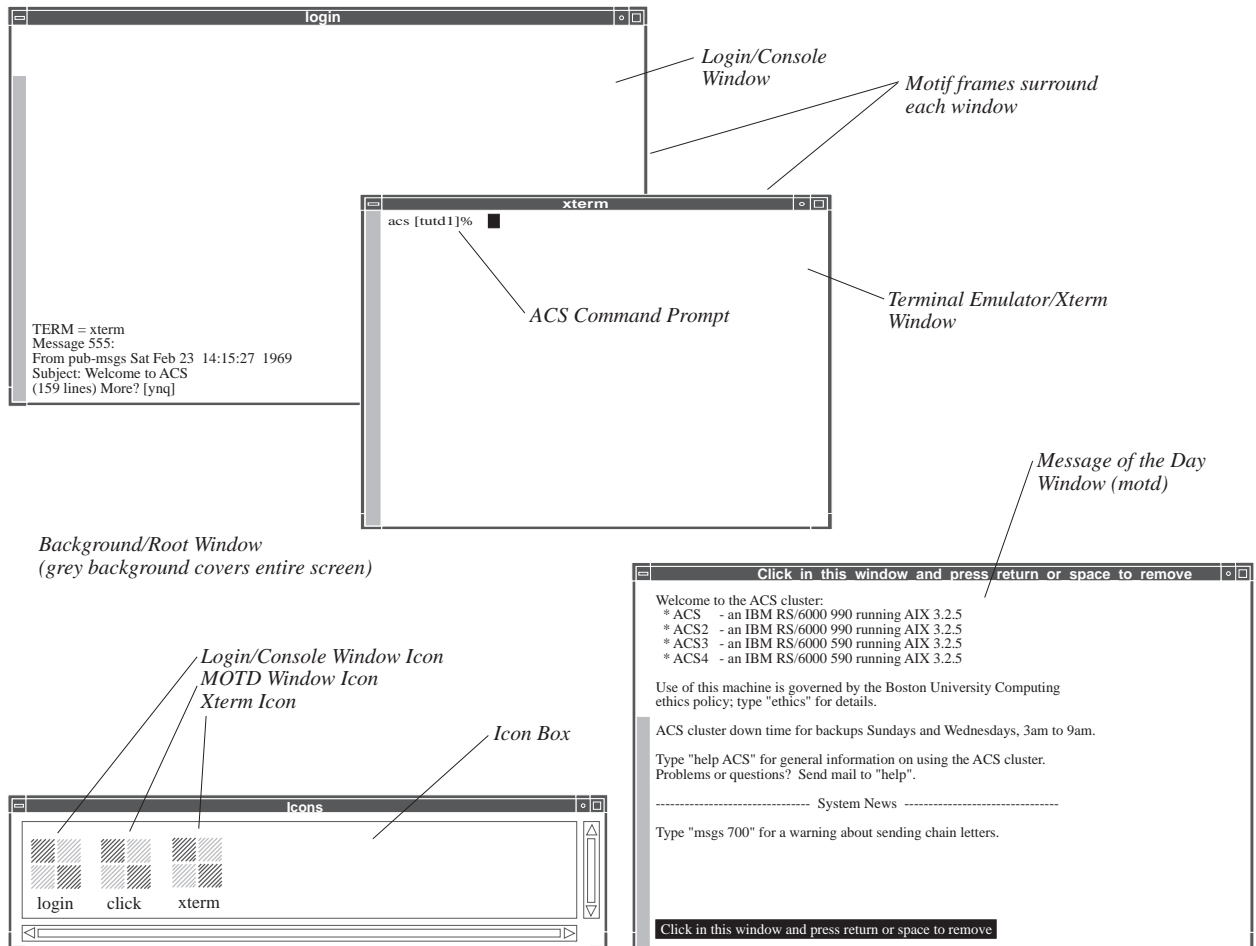 login
Login/Console
Window
Motif frames surround
each window
xterm
acs [tutd1]%
Terminal Emulator/Xterm
Window
ACS Command Prompt
TERM = xterm
Message 555:
From pub-msgs Sat Feb 23  14:15:27  1969
Subject: Welcome to ACS
(159 lines) More? [ynq]
Message of the Day
Window (motd)
Background/Root Window
(grey background covers entire screen)
Click in this window and press return or space to remove
Welcome to the ACS cluster:
* ACS     - an IBM RS/6000 990 running AIX 3.2.5
* ACS2   - an IBM RS/6000 990 running AIX 3.2.5
* ACS3   - an IBM RS/6000 590 running AIX 3.2.5
* ACS4   - an IBM RS/6000 590 running AIX 3.2.5
Use of this machine is governed by the Boston University Computing
ethics policy; type "ethics" for details.
ACS cluster down time for backups Sundays and Wednesdays, 3am to 9am.
Type "help ACS" for general information on using the ACS cluster.
Problems or questions?  Send mail to "help".
-------------------------------- System News --------------------------------
Type "msgs 700" for a warning about sending chain letters.
Click in this window and press return or space to remove
Login/Console Window Icon
MOTD Window Icon
Xterm Icon
Icon Box
Icons
login
click
xterm